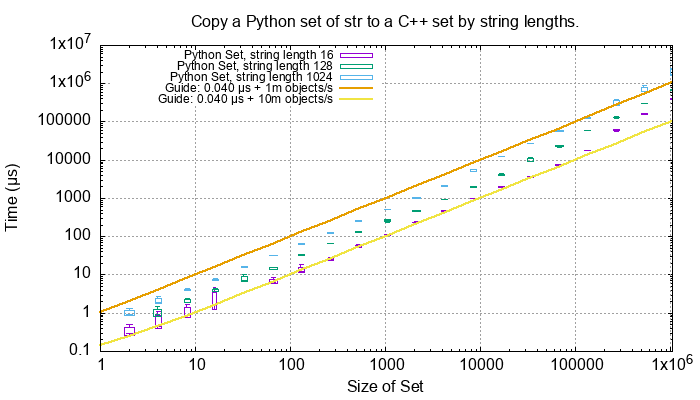 Copy a Python set of str to a C++ set by string lengths.
Python Set, string length 16
Python Set, string length 128
Python Set, string length 1024
Guide: 0.040 μs + 1m objects/s
Guide: 0.040 μs + 10m objects/s
Time (μs)
1x10^7
1x10^6
100000
10000
1000
100
10
1
0.1
1 10 100 1000 10000 100000 1x10^6
Size of Set